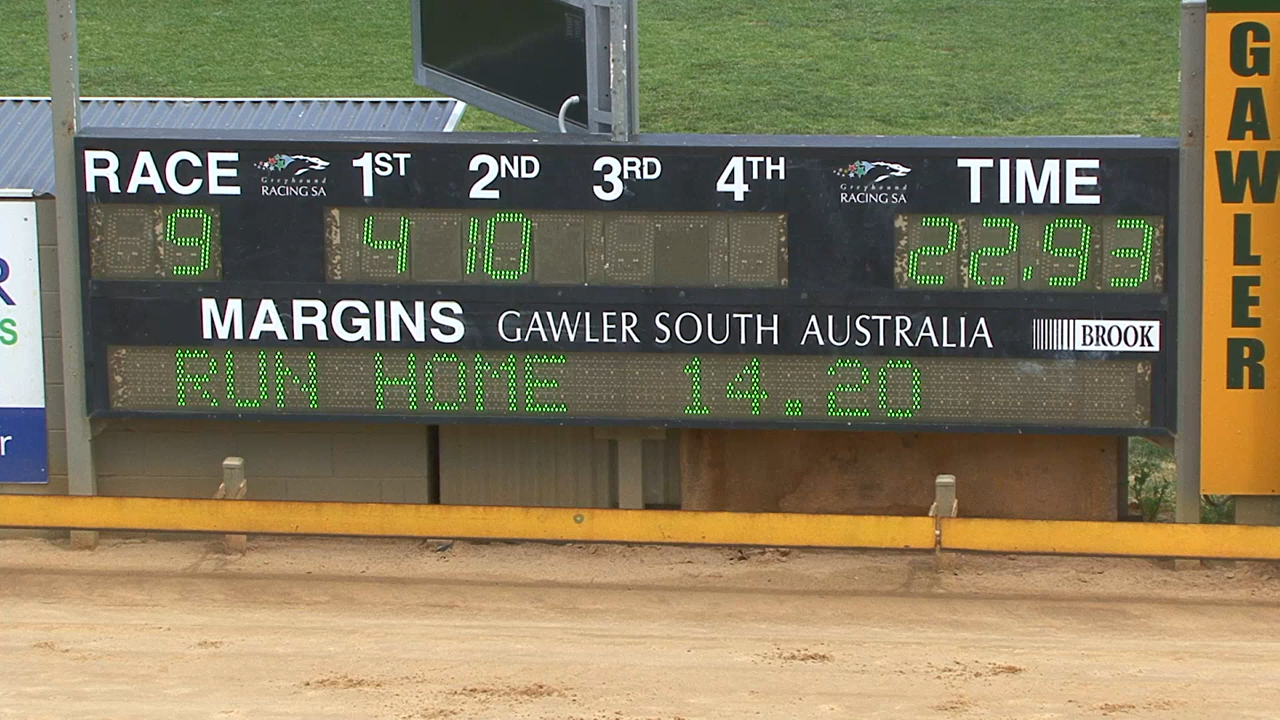 RACE Greyhound RACING SA 1ST 2ND 3RD 4TH Greyhound RACING SA TIME
9 4 10 22.93
MARGINS GAWLER SOUTH AUSTRALIA BROOK
RUN HOME 14.20
GAWLER
R
S
r